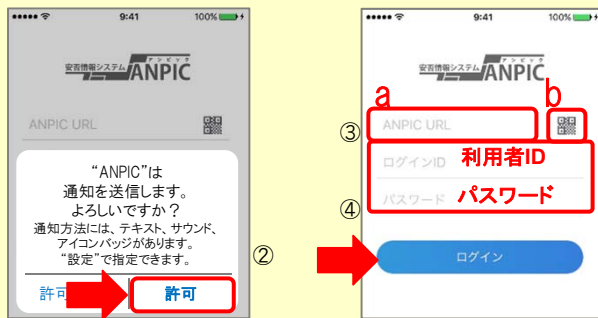 9:41
100%
安否情報システム
アンピック
ANPIC
ANPIC URL
"ANPIC"は
通知を送信します。
よろしいですか？
通知方法には、テキスト、サウンド、
アイコンバッジがあります。
"設定"で指定できます。
許可
許可
②
9:41
100%
安否情報システム
アンピック
ANPIC
a
b
③
ANPIC URL
ログインID 利用者ID
④
パスワード パスワード
ログイン